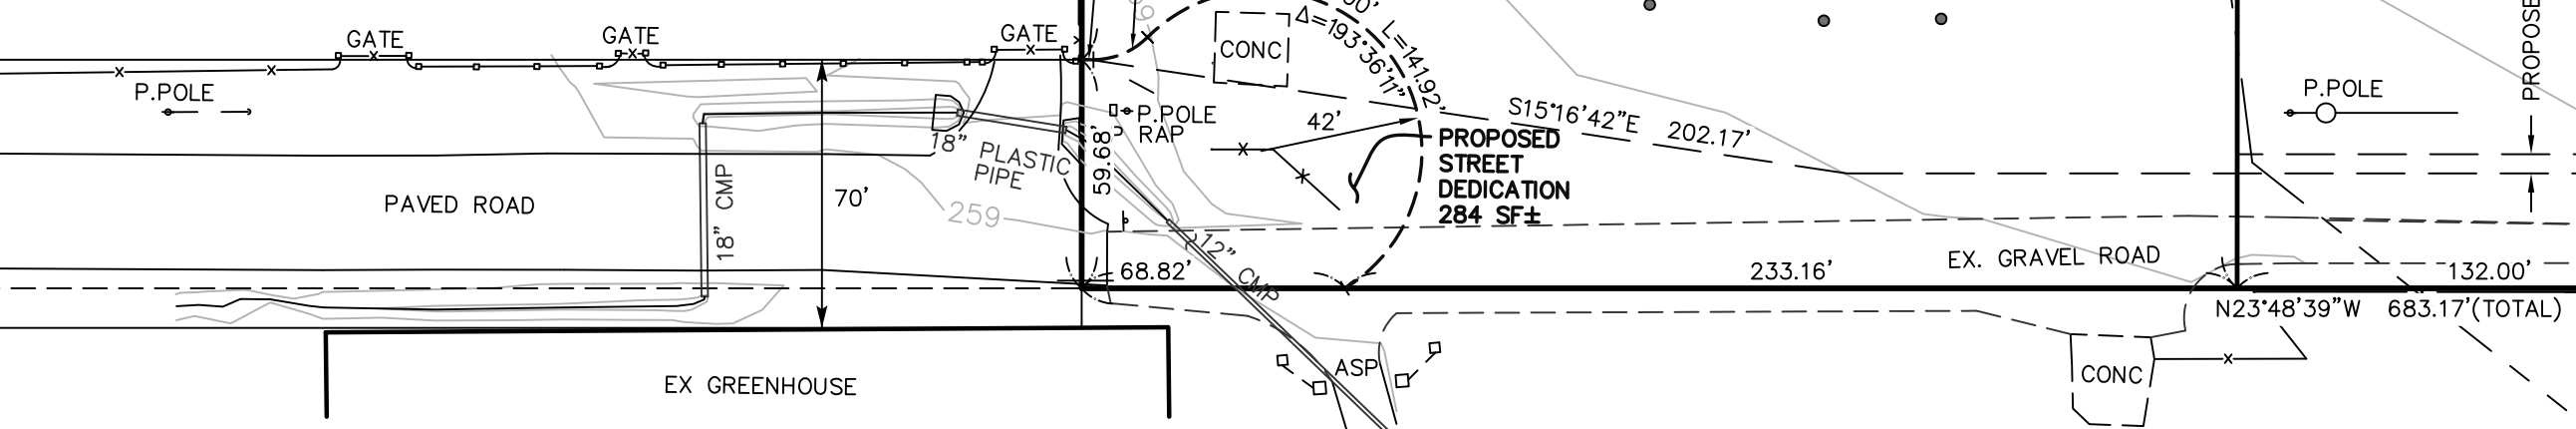 GATE
GATE
GATE
P.POLE
CONC
Δ=193°36'11"
L=141.92'
P.POLE
RAP
42'
S15°16'42"E 202.17'
PROPOSED
STREET
DEDICATION
284 SF±
P.POLE
18" PLASTIC
PIPE
59.68'
18" CMP
PAVED ROAD
70'
259
12" CMP
68.82'
233.16'
EX. GRAVEL ROAD
132.00'
N23°48'39"W 683.17'(TOTAL)
EX GREENHOUSE
ASP
CONC